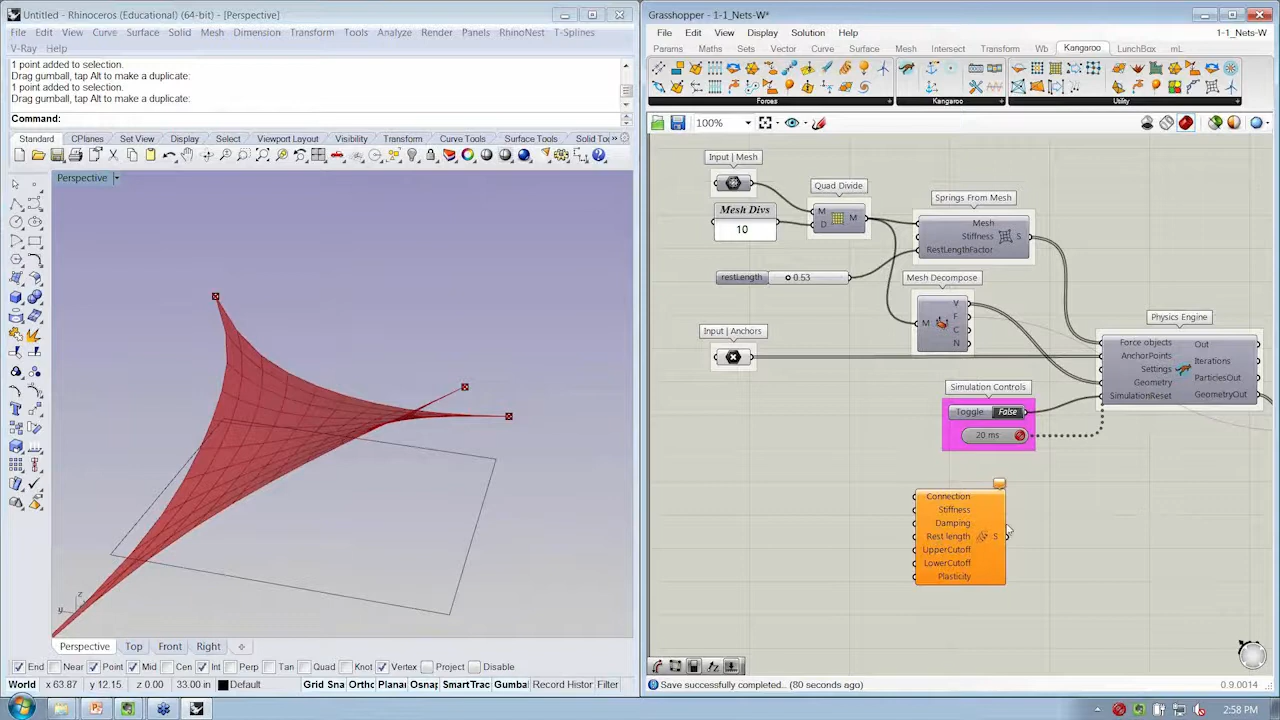 Untitled - Rhinoceros (Educational) (64-bit) - [Perspective]
File Edit View Curve Surface Solid Mesh Dimension Transform Tools Analyze Render Panels RhinoNest T-Splines
V-Ray Help
1 point added to selection.
Drag gumball, tap Alt to make a duplicate:
1 point added to selection.
Drag gumball, tap Alt to make a duplicate:
Command:
Standard CPlanes Set View Display Select Viewport Layout Visibility Transform Curve Tools Surface Tools Solid To
Perspective
z
y
Perspective Top Front Right
End Near Point Mid Cen Int Perp Tan Quad Knot Vertex Project Disable
World x 63.87 y 12.15 z 0.00 33.00 in Default Grid Sna Orthc Planar Osnap SmartTrac Gumba Record Histor Filter
Grasshopper - 1-1_Nets-W*
File Edit View Display Solution Help 1-1_Nets-W
Params Maths Sets Vector Curve Surface Mesh Intersect Transform Wb Kangaroo LunchBox mL
Forces Kangaroo Utility
100%
Input | Mesh
Quad Divide
M
D
M
Mesh Divs
10
Springs From Mesh
Mesh
Stiffness
RestLengthFactor
S
restLength 0.53
Mesh Decompose
M
V
F
C
N
Input | Anchors
Physics Engine
Force objects
AnchorPoints
Settings
Geometry
SimulationReset
Out
Iterations
ParticlesOut
GeometryOut
Simulation Controls
Toggle False
20 ms
Connection
Stiffness
Damping
Rest length
UpperCutoff
LowerCutoff
Plasticity
S
Save successfully completed... (80 seconds ago)
0.9.0014
2:58 PM